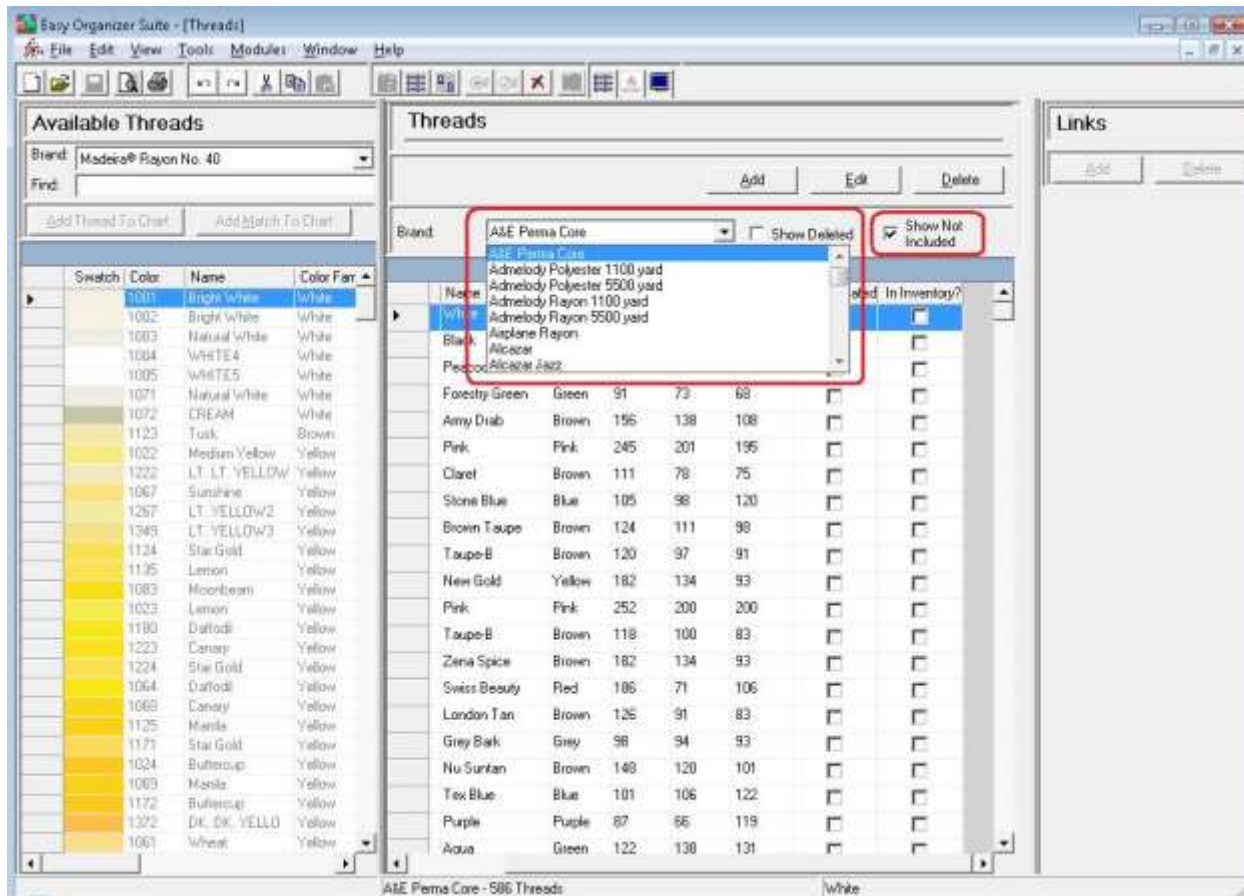 Easy Organizer Suite - [Threads]
File Edit View Tools Modules Window Help
Available Threads
Brand: Madeira® Rayon No. 40
Find:
Add Thread To Chart Add Match To Chart
Swatch Color Name Color Fam
1001 Bright White White
1002 Bright White White
1003 Natural White White
1004 WHITE4 White
1005 WHITE5 White
1071 Natural White White
1072 CREAM White
1123 Tusk Brown
1022 Medium Yellow Yellow
1222 LT. LT. YELLOW Yellow
1067 Sunshine Yellow
1267 LT. YELLOW2 Yellow
1349 LT. YELLOW3 Yellow
1124 Star Gold Yellow
1135 Lemon Yellow
1083 Moonbeam Yellow
1023 Lemon Yellow
1180 Daffodil Yellow
1223 Canary Yellow
1224 Star Gold Yellow
1064 Daffodil Yellow
1068 Canary Yellow
1125 Manila Yellow
1171 Star Gold Yellow
1024 Buttercup Yellow
1069 Manila Yellow
1172 Buttercup Yellow
1372 DK. DK. YELLO Yellow
1061 Wheat Yellow
Threads
Add Edit Delete
Brand: A&E Perma Core Show Deleted Show Not
Included
A&E Perma Core
Admelody Polyester 1100 yard
Admelody Polyester 5500 yard
Admelody Rayon 1100 yard
Admelody Rayon 5500 yard
Airplane Rayon
Alcazar
Alcazar Jazz
Name In Inventory?
White
Black
Peacoc
Forestry Green Green 91 73 68
Army Drab Brown 156 138 108
Pink Pink 245 201 195
Claret Brown 111 78 75
Stone Blue Blue 105 98 120
Brown Taupe Brown 124 111 98
Taupe-B Brown 120 97 91
New Gold Yellow 182 134 93
Pink Pink 252 200 200
Taupe-B Brown 118 100 83
Zena Spice Brown 182 134 93
Swiss Beauty Red 186 71 106
London Tan Brown 126 91 83
Grey Bark Grey 98 94 93
Nu Suntan Brown 148 120 101
Tex Blue Blue 101 106 122
Purple Purple 87 66 119
Aqua Green 122 138 131
Links
Add Delete
A&E Perma Core - 586 Threads White